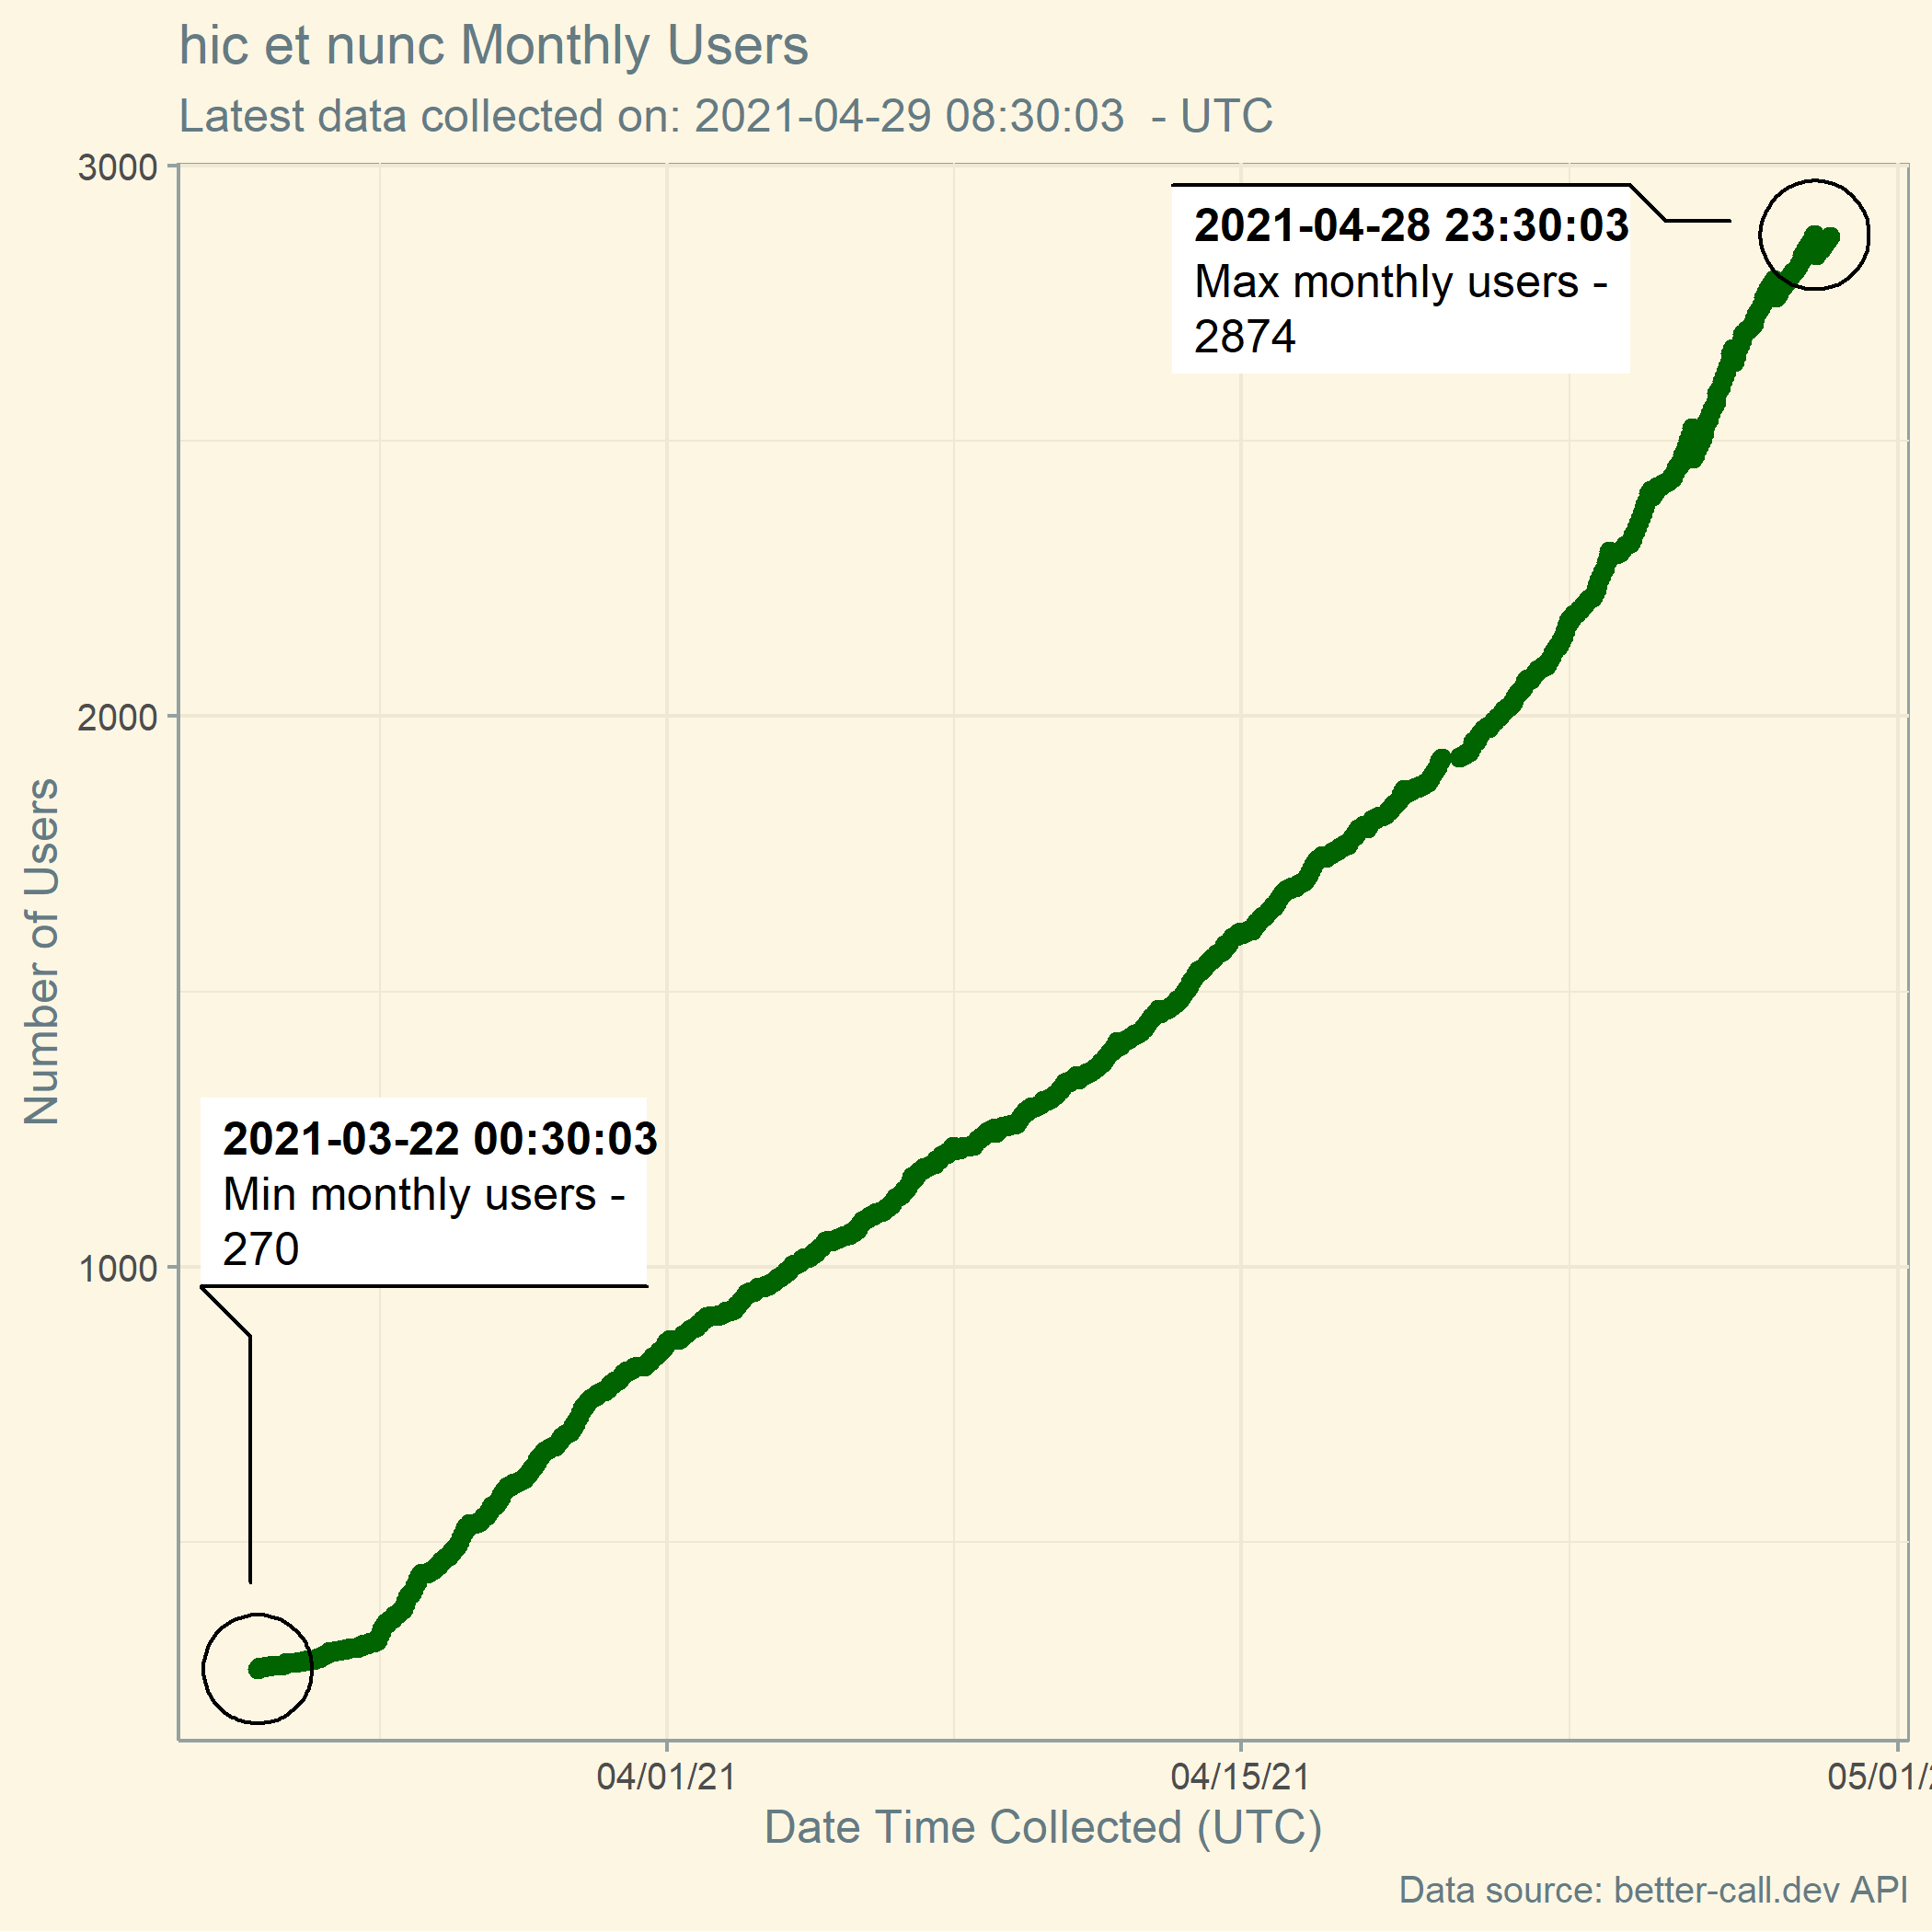 hic et nunc Monthly Users
Latest data collected on: 2021-04-29 08:30:03  - UTC
3000
2021-04-28 23:30:03
Max monthly users -
2874
2000
Number of Users
2021-03-22 00:30:03
Min monthly users -
270
1000
04/01/21
04/15/21
05/01/2
Date Time Collected (UTC)
Data source: better-call.dev API